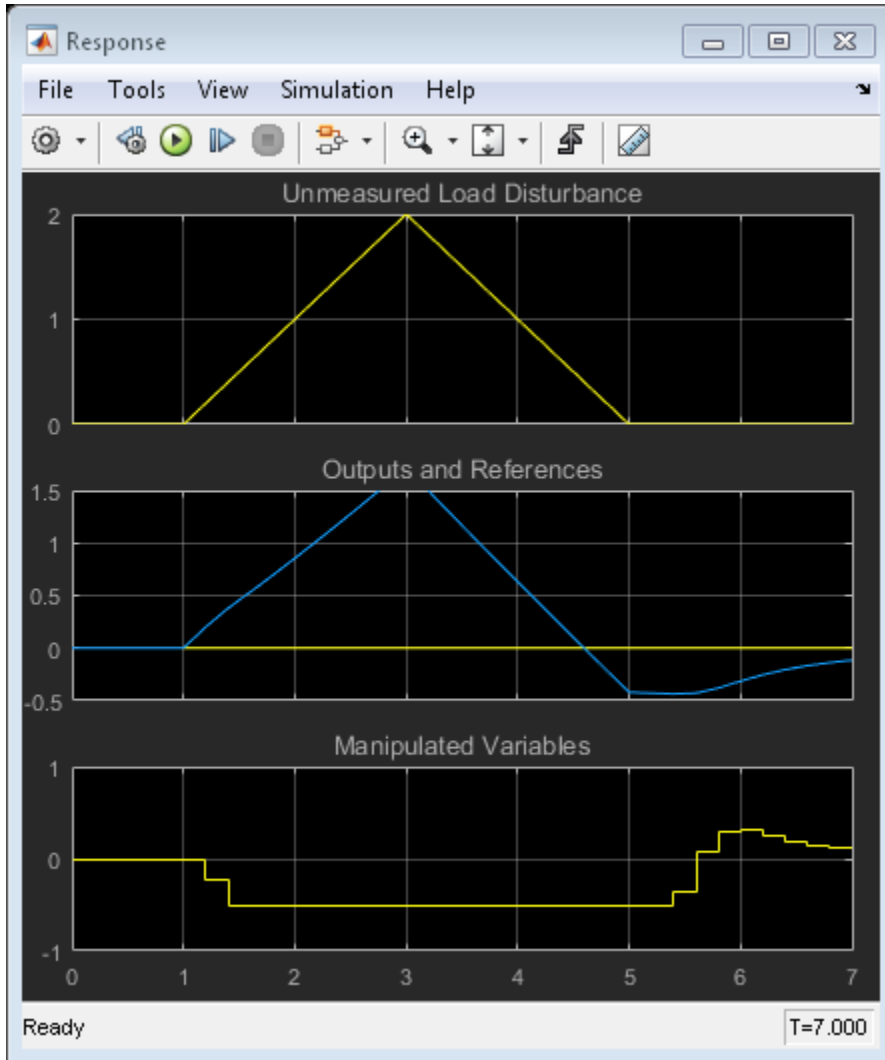 Response
File Tools View Simulation Help
Unmeasured Load Disturbance
2
1
0
Outputs and References
1.5
1
0.5
0
-0.5
Manipulated Variables
1
0
-1
0 1 2 3 4 5 6 7
Ready T=7.000